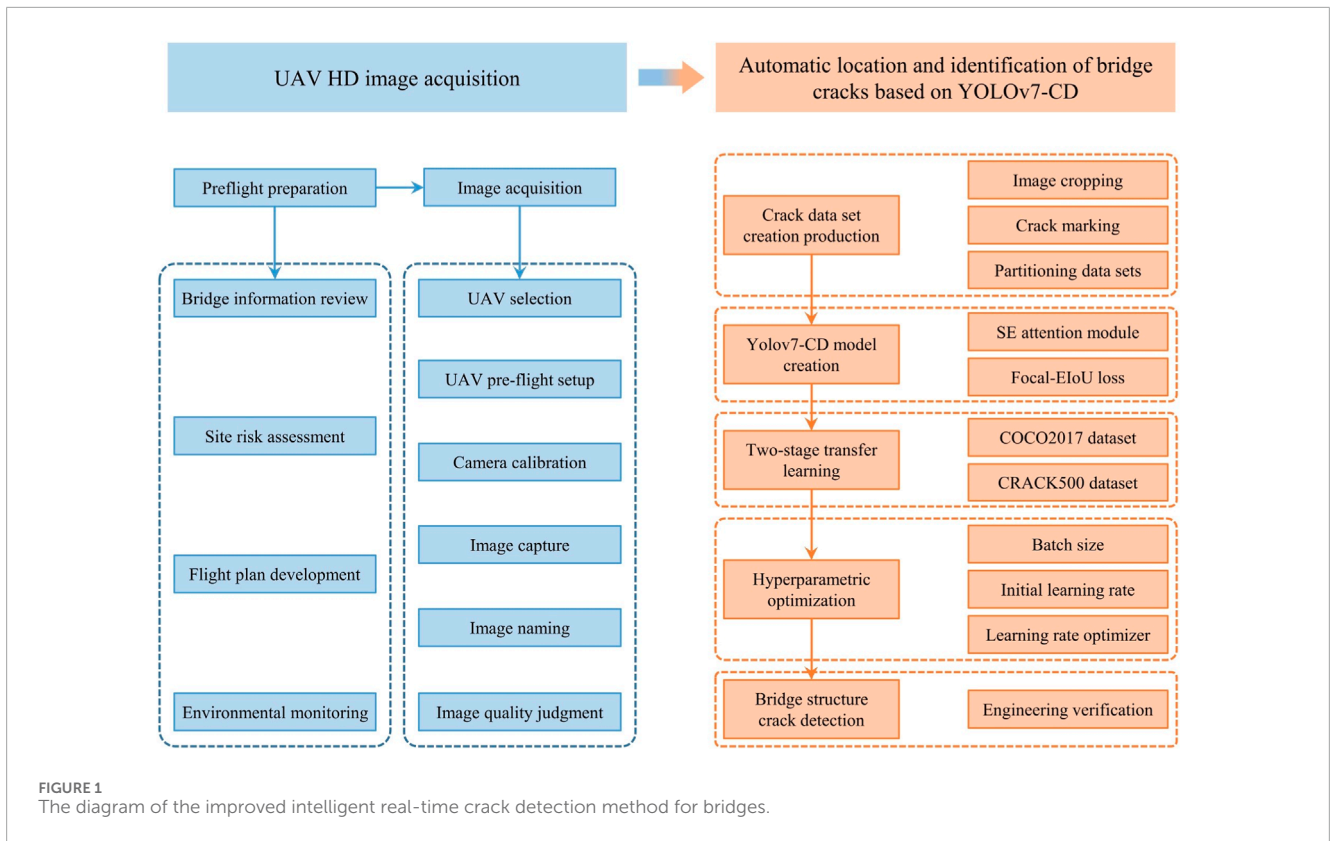 UAV HD image acquisition
Automatic location and identification of bridge
cracks based on YOLOv7-CD
Preflight preparation
Image acquisition
Bridge information review
Site risk assessment
Flight plan development
Environmental monitoring
UAV selection
UAV pre-flight setup
Camera calibration
Image capture
Image naming
Image quality judgment
Crack data set
creation production
Image cropping
Crack marking
Partitioning data sets
Yolov7-CD model
creation
SE attention module
Focal-EIoU loss
Two-stage transfer
learning
COCO2017 dataset
CRACK500 dataset
Hyperparametric
optimization
Batch size
Initial learning rate
Learning rate optimizer
Bridge structure
crack detection
Engineering verification
FIGURE 1
The diagram of the improved intelligent real-time crack detection method for bridges.